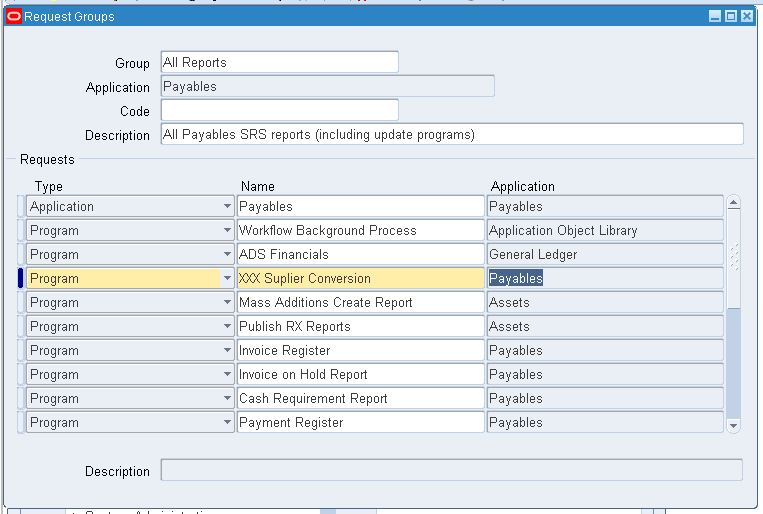 Request Groups
Group All Reports
Application Payables
Code
Description All Payables SRS reports (including update programs)
Requests
Type Name Application
Application Payables Payables
Program Workflow Background Process Application Object Library
Program ADS Financials General Ledger
Program XXX Suplier Conversion Payables
Program Mass Additions Create Report Assets
Program Publish RX Reports Assets
Program Invoice Register Payables
Program Invoice on Hold Report Payables
Program Cash Requirement Report Payables
Program Payment Register Payables
Description